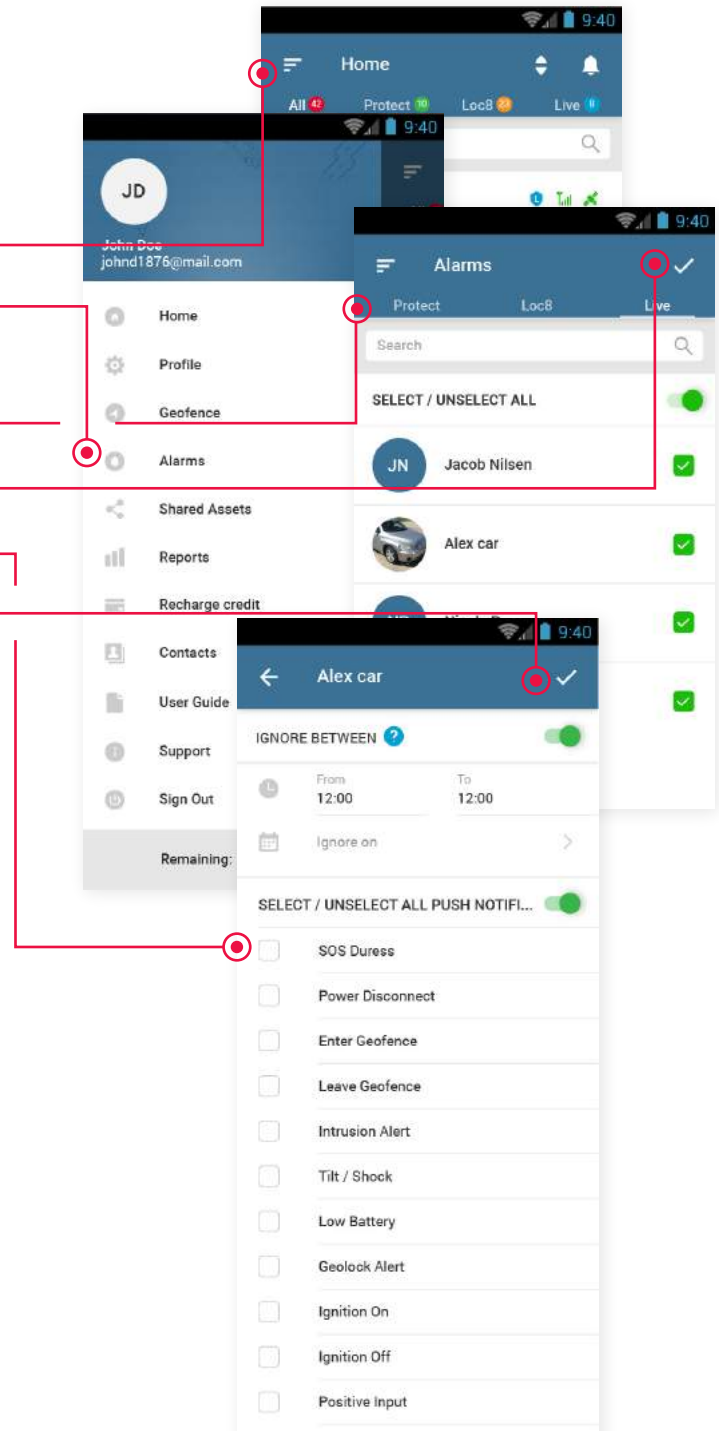 9:40
Home
All 42 Protect 10 Loc8 23 Live
9:40
JD
John Doe
johnd1876@mail.com
Home
Profile
Geofence
Alarms
Shared Assets
Reports
Recharge credit
Contacts
User Guide
Support
Sign Out
Remaining:
9:40
Alarms
Protect Loc8 Live
Search
SELECT / UNSELECT ALL
JN Jacob Nilsen
Alex car
9:40
Alex car
IGNORE BETWEEN ?
From To
12:00 12:00
Ignore on
SELECT / UNSELECT ALL PUSH NOTIFI...
SOS Duress
Power Disconnect
Enter Geofence
Leave Geofence
Intrusion Alert
Tilt / Shock
Low Battery
Geolock Alert
Ignition On
Ignition Off
Positive Input